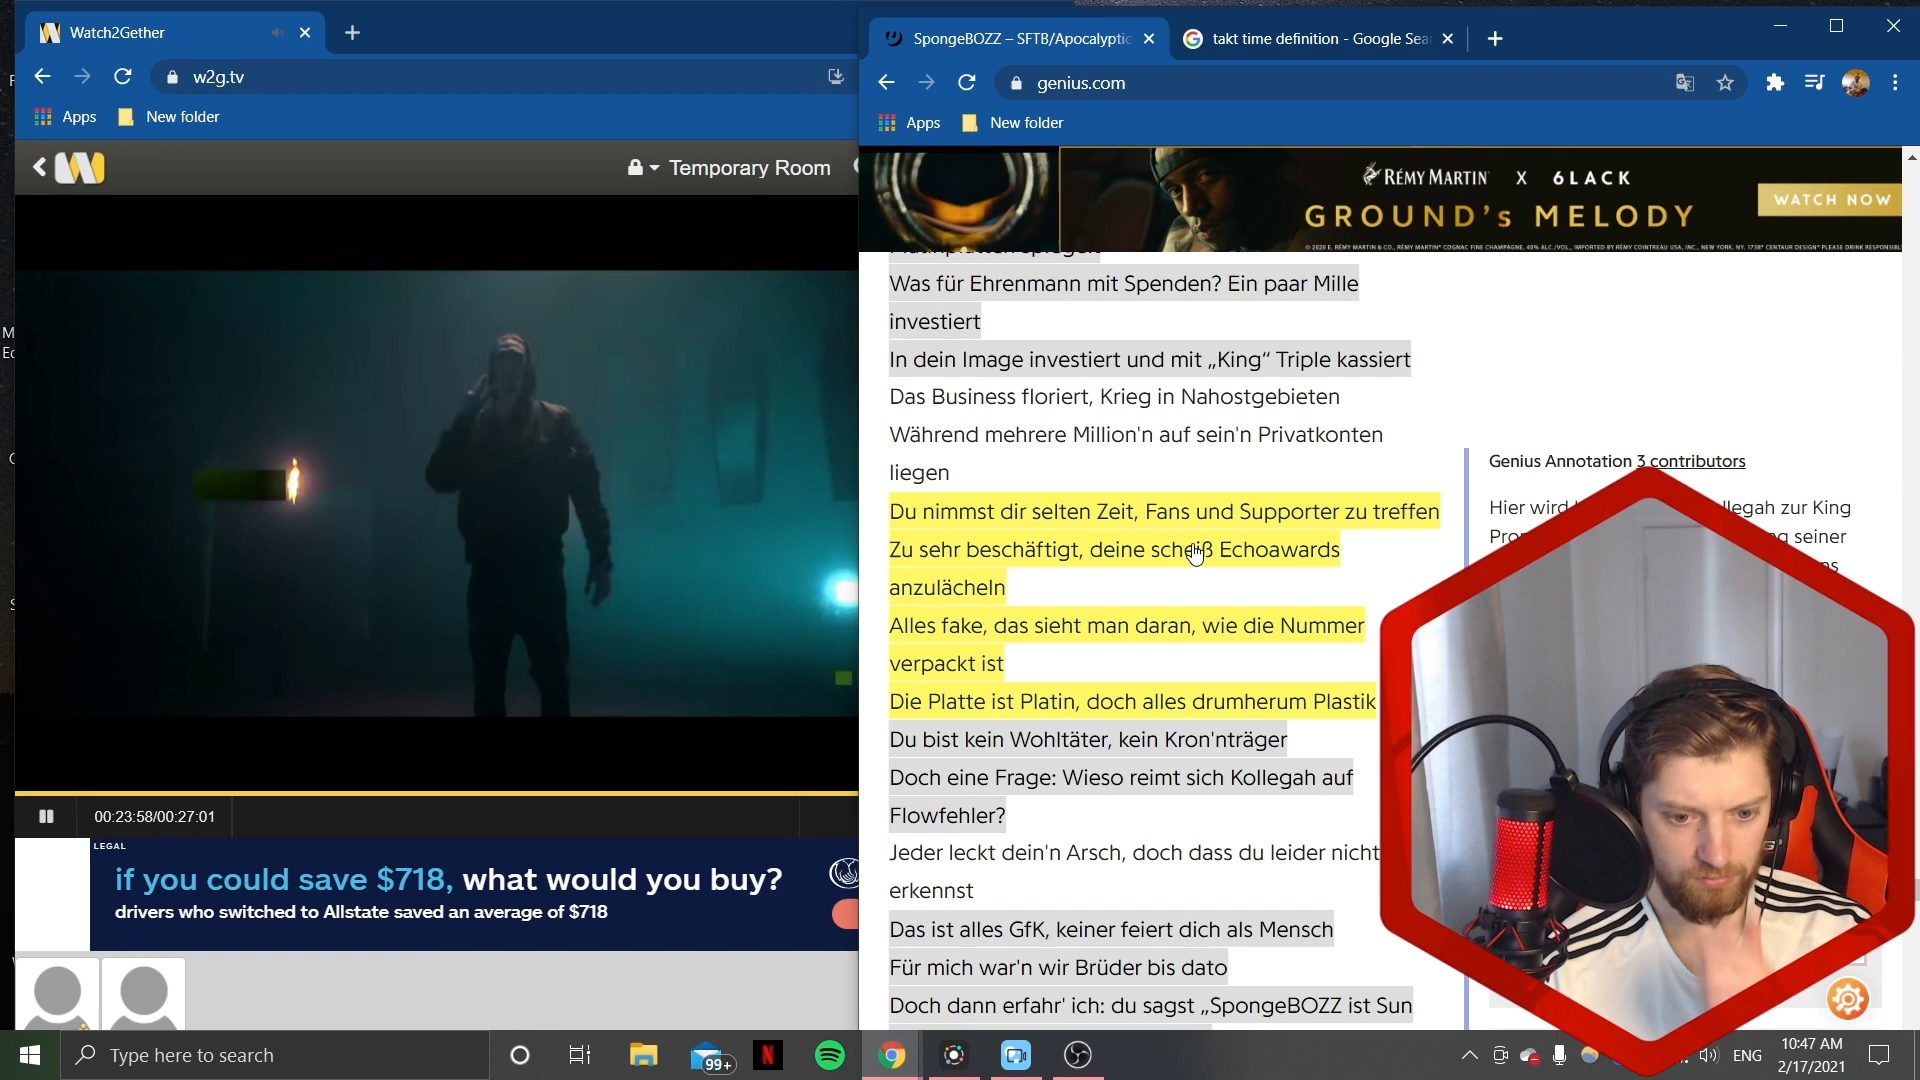 Watch2Gether
w2g.tv
Apps
New folder
Temporary Room
00:23:58/00:27:01
LEGAL
if you could save $718, what would you buy?
drivers who switched to Allstate saved an average of $718
SpongeBOZZ – SFTB/Apocalyptic
takt time definition - Google Sea
genius.com
Apps
New folder
RÉMY MARTIN X 6LACK
GROUND's MELODY
WATCH NOW
Was für Ehrenmann mit Spenden? Ein paar Mille
investiert
In dein Image investiert und mit „King“ Triple kassiert
Das Business floriert, Krieg in Nahostgebieten
Während mehrere Million'n auf sein'n Privatkonten
liegen
Du nimmst dir selten Zeit, Fans und Supporter zu treffen
Zu sehr beschäftigt, deine scheiß Echoawards
anzulächeln
Alles fake, das sieht man daran, wie die Nummer
verpackt ist
Die Platte ist Platin, doch alles drumherum Plastik
Du bist kein Wohltäter, kein Kron'nträger
Doch eine Frage: Wieso reimt sich Kollegah auf
Flowfehler?
Jeder leckt dein'n Arsch, doch dass du leider nicht
erkennst
Das ist alles GfK, keiner feiert dich als Mensch
Für mich war'n wir Brüder bis dato
Doch dann erfahr' ich: du sagst „SpongeBOZZ ist Sun
Genius Annotation 3 contributors
Hier wird
legah zur King
seiner
Type here to search
99+
ENG
10:47 AM
2/17/2021